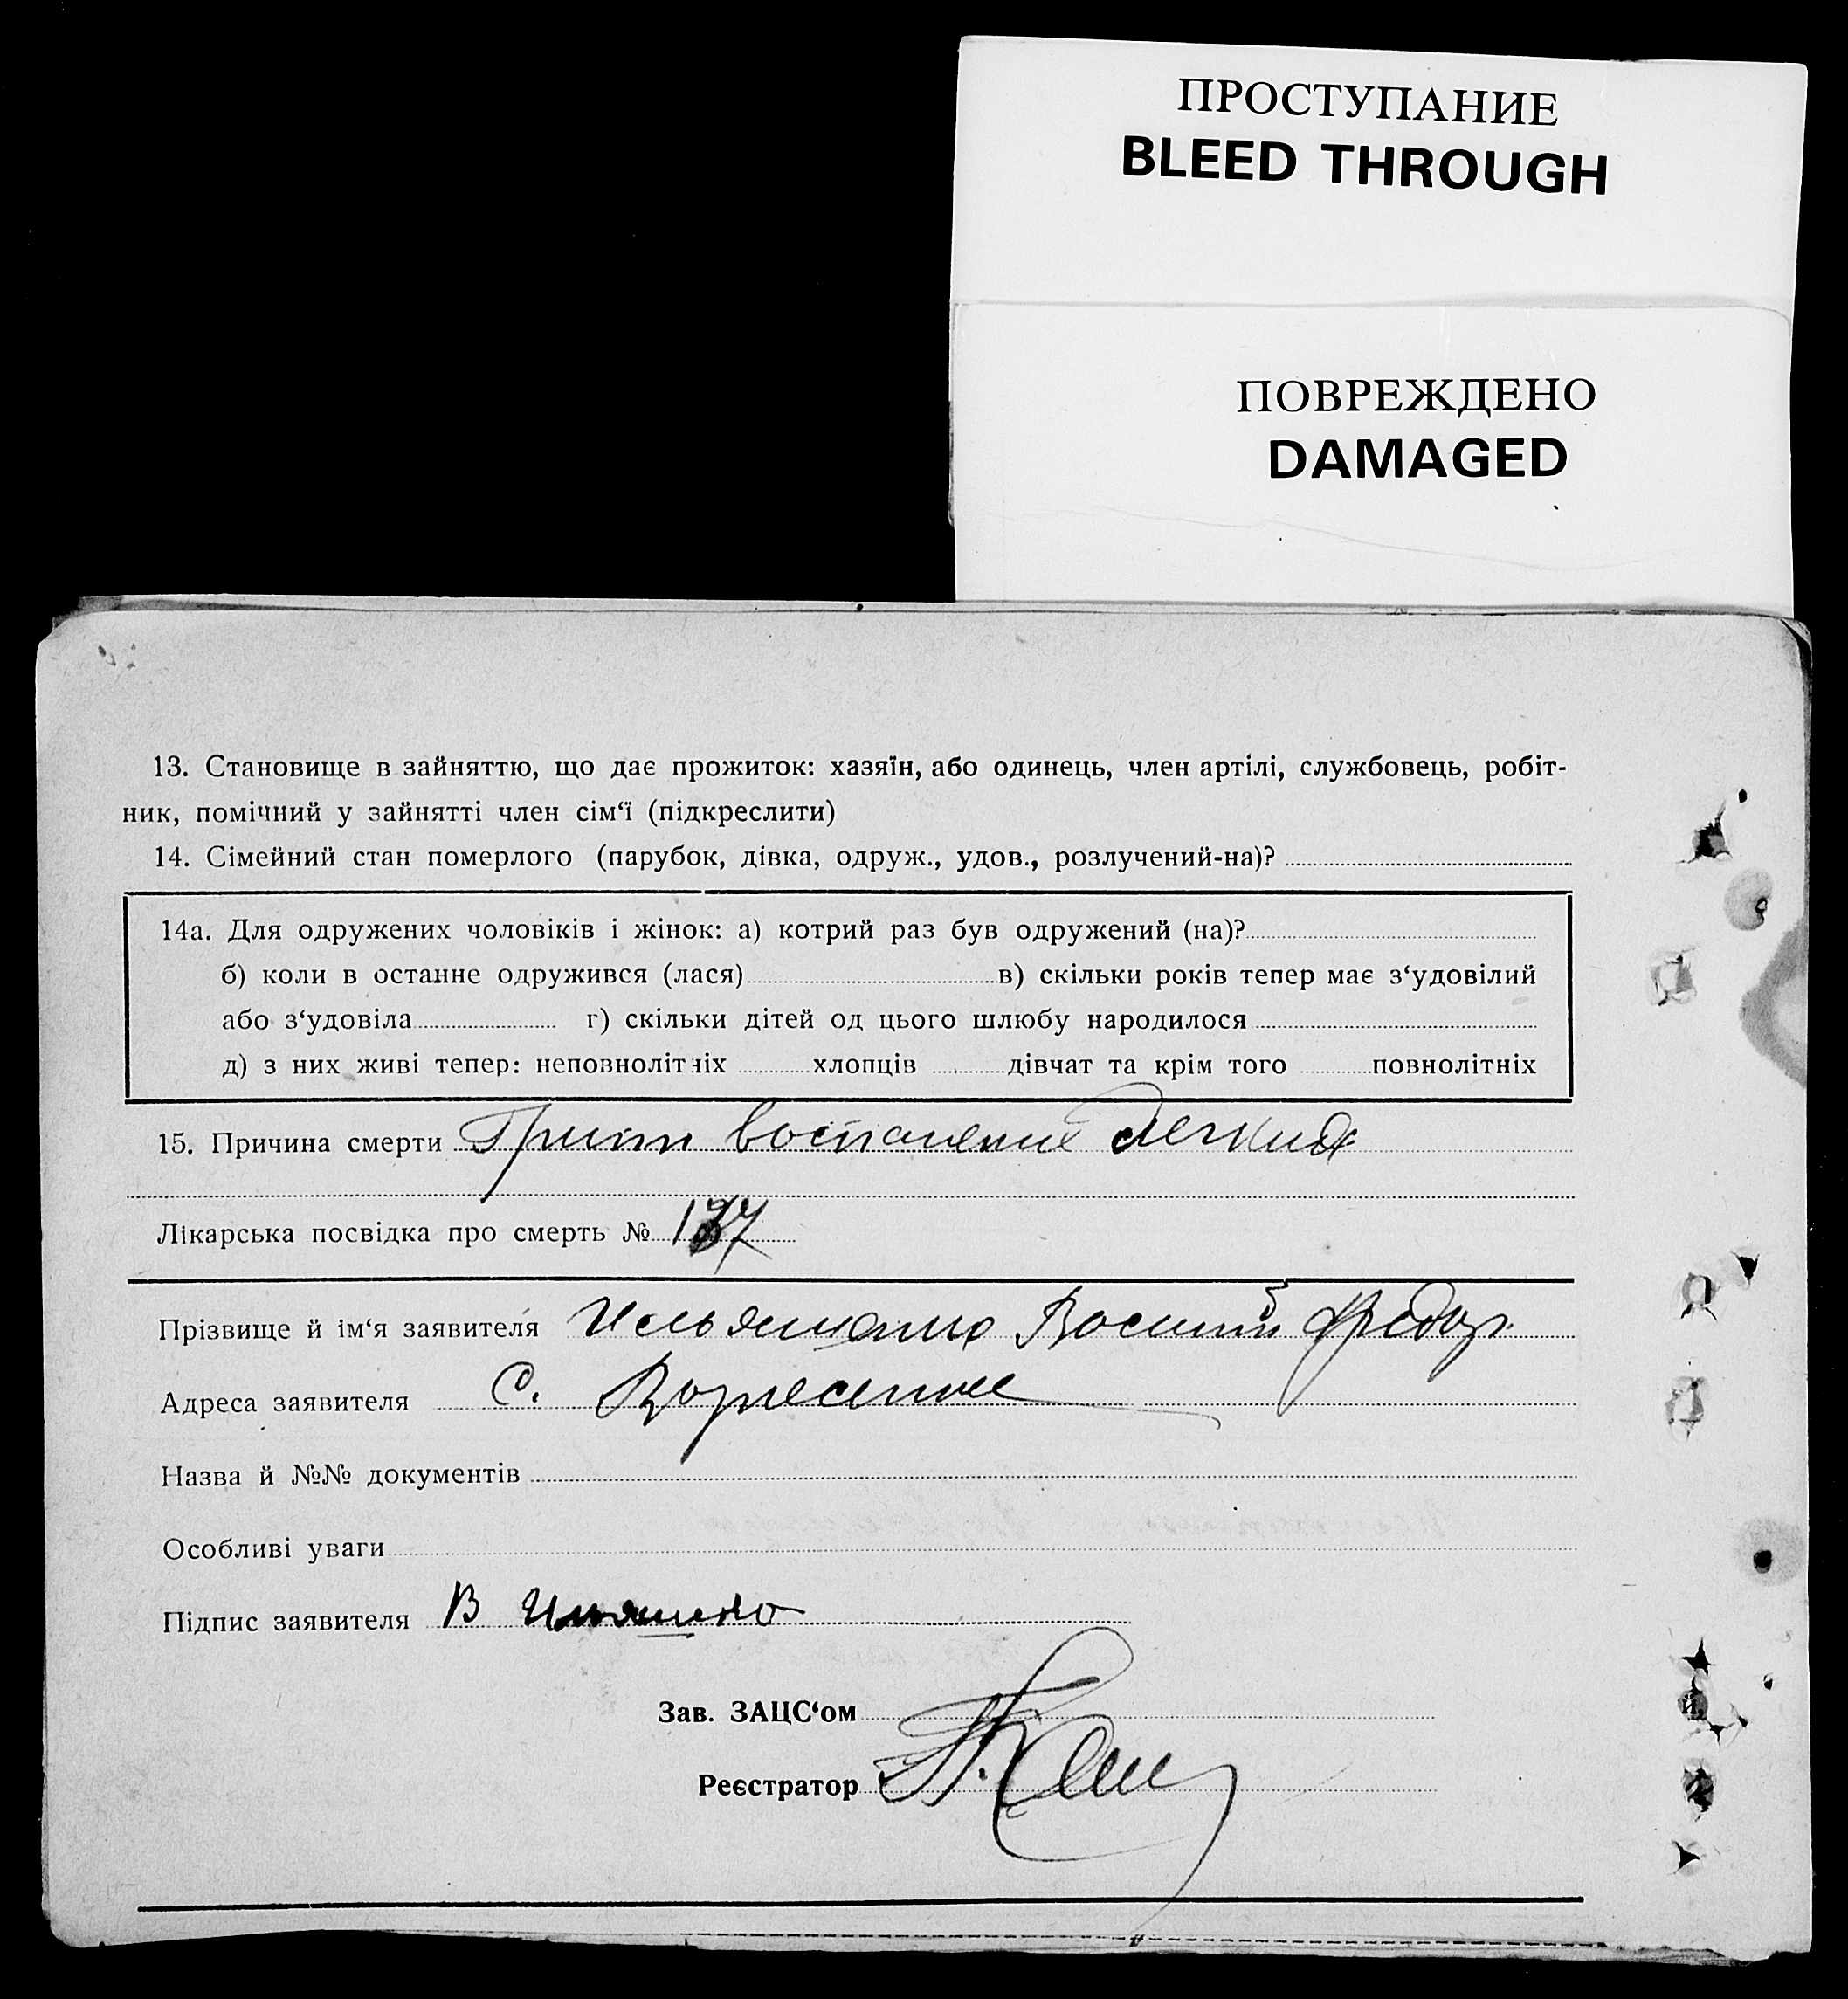 ПРОСТУПАНИЕ
BLEED THROUGH
ПОВРЕЖДЕНО
DAMAGED
13. Становище в зайняттю, що дає прожиток: хазяїн, або одинець, член артілі, службовець, робіт-
ник, помічний у зайнятті член сім‘ї (підкреслити)
14. Сімейний стан померлого (парубок, дівка, одруж., удов., розлучений-на)?
14а. Для одружених чоловіків і жінок: а) котрий раз був одружений (на)?
б) коли в останне одружився (лася) в) скільки років тепер має з‘удовілий
або з‘удовіла г) скільки дітей од цього шлюбу народилося
д) з них живі тепер: неповнолітніх хлопців дівчат та крім того повнолітніх
15. Причина смерти Грипп воспаление легких
Лікарська посвідка про смерть №
Прізвище й ім‘я заявителя
Адреса заявителя С.
Назва й №№ документів
Особливі уваги
Підпис заявителя В
Зав. ЗАЦС‘ом
Реєстратор